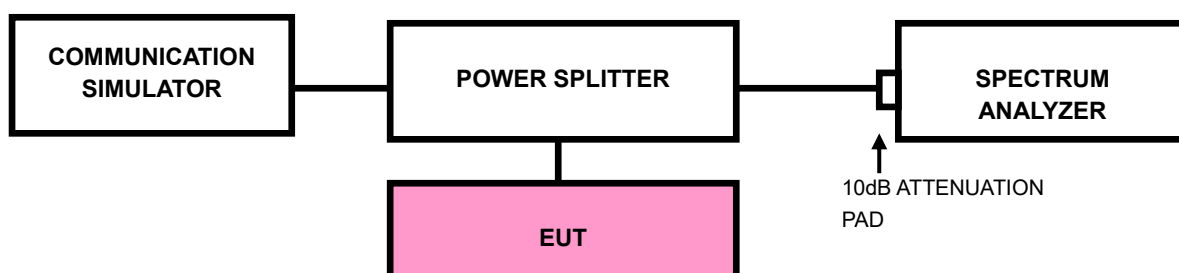 COMMUNICATION
SIMULATOR
POWER SPLITTER
SPECTRUM
ANALYZER
10dB ATTENUATION
PAD
EUT